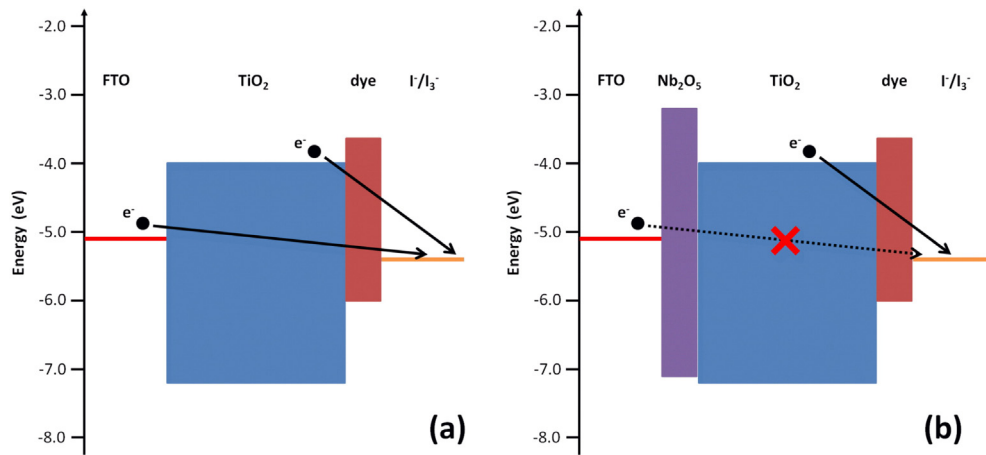 -2.0
FTO TiO₂ dye I⁻/I₃⁻
-3.0
e⁻
-4.0
e⁻
-5.0
-6.0
-7.0
-8.0
Energy (eV)
(a)
-2.0
FTO Nb₂O₅ TiO₂ dye I⁻/I₃⁻
-3.0
e⁻
-4.0
e⁻
-5.0
-6.0
-7.0
-8.0
Energy (eV)
(b)